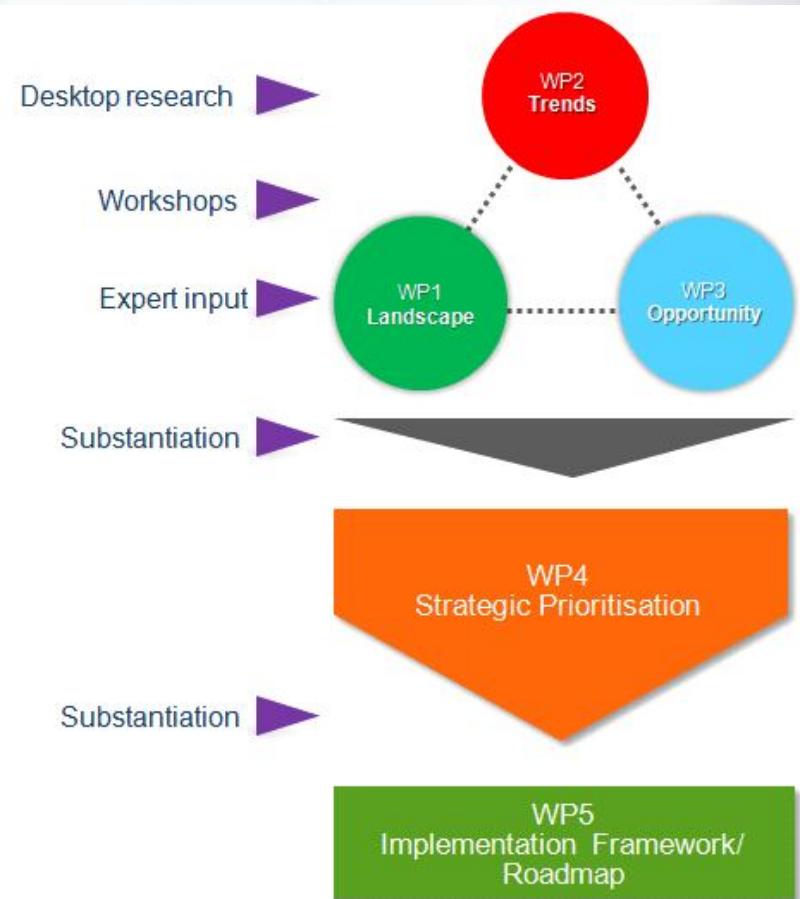 Desktop research
WP2
Trends
Workshops
Expert input
WP1
Landscape
WP3
Opportunity
Substantiation
WP4
Strategic Prioritisation
Substantiation
WP5
Implementation Framework/
Roadmap